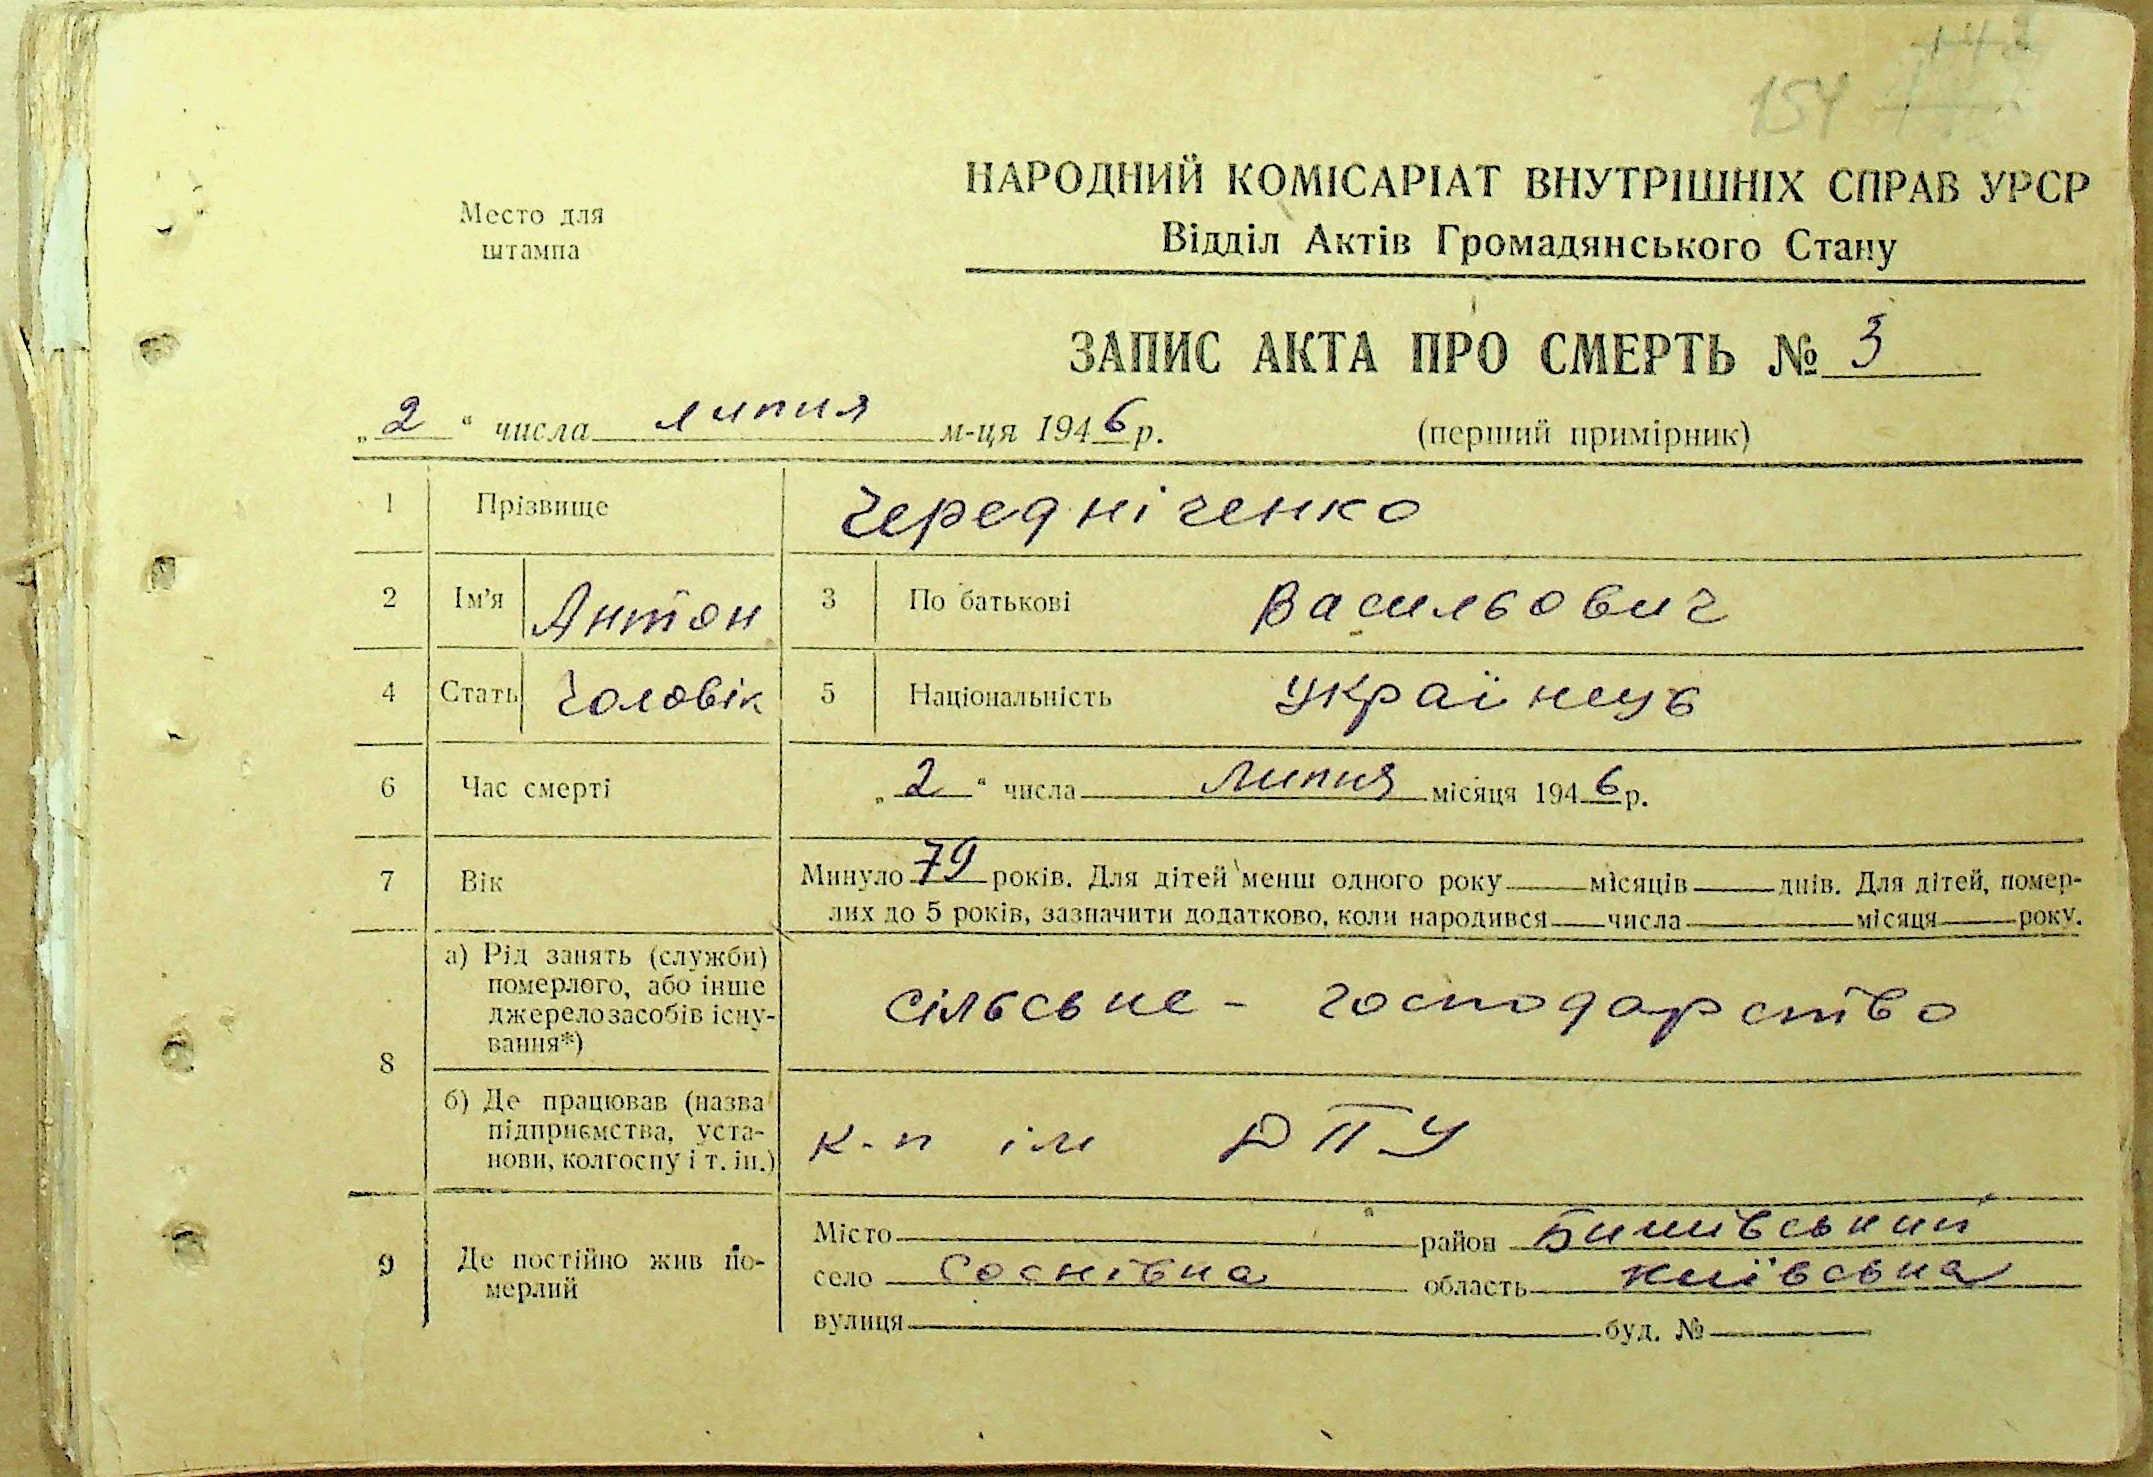 154
НАРОДНИЙ КОМІСАРІАТ ВНУТРІШНІХ СПРАВ УРСР
Место для
штампа
Відділ Актів Громадянського Стану
ЗАПИС АКТА ПРО СМЕРТЬ № 3
„2“ числа липня м-ця 1946 р. (перший примірник)
1 Прізвище Чередніченко
2 Ім'я Антон 3 По батькові Васильович
4 Стать Чоловік 5 Національність Українець
6 Час смерті „2“ числа липня місяця 1946 р.
7 Вік Минуло 79 років. Для дітей менш одного року місяців днів. Для дітей, помер-
лих до 5 років, зазначити додатково, коли народився числа місяця року.
8 а) Рід занять (служби)
померлого, або інше
джерело засобів існу-
вання*)
сільське - господарство
б) Де працював (назва
підприємства, уста-
нови, колгоспу і т. ін.)
к-п ім ДПУ
9 Де постійно жив по-
мерлий
Місто район Бишівський
село Соснівка область Київська
вулиця буд. №